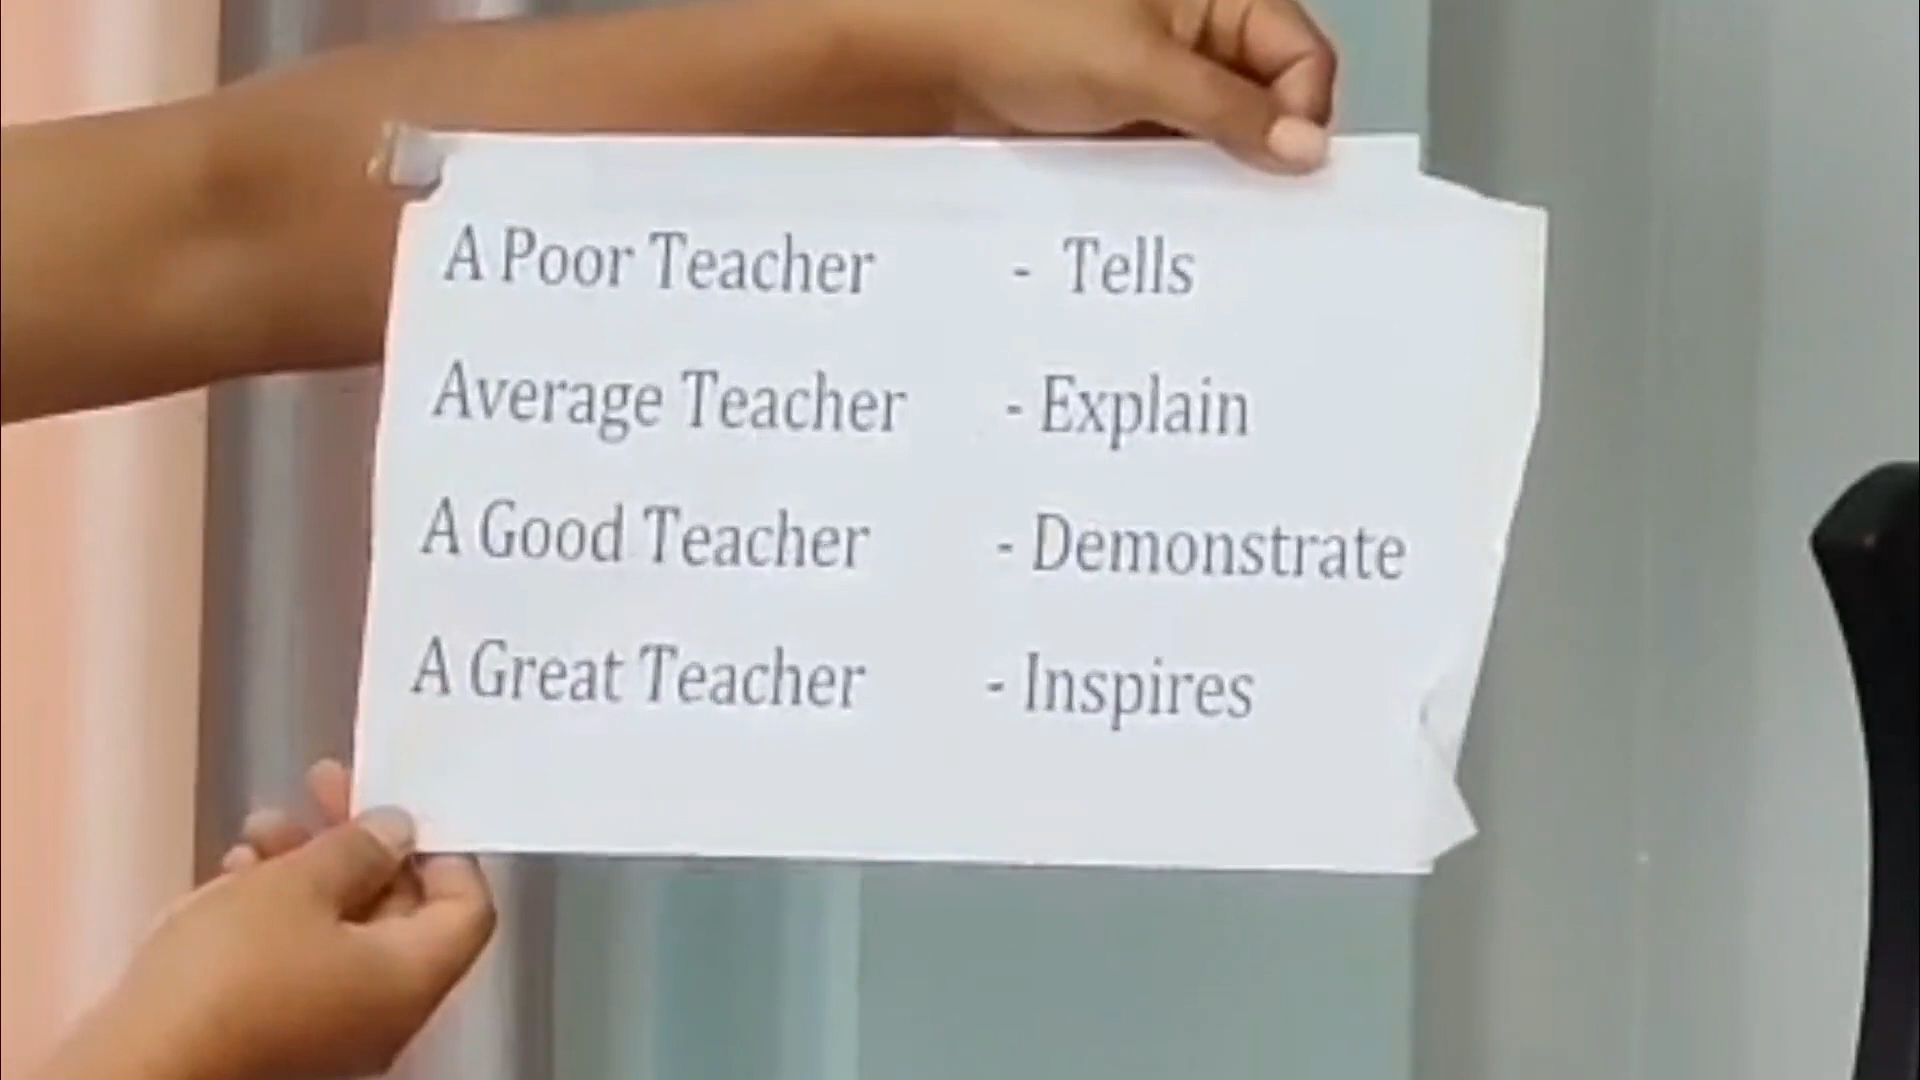 A Poor Teacher - Tells
Average Teacher - Explain
A Good Teacher - Demonstrate
A Great Teacher - Inspires